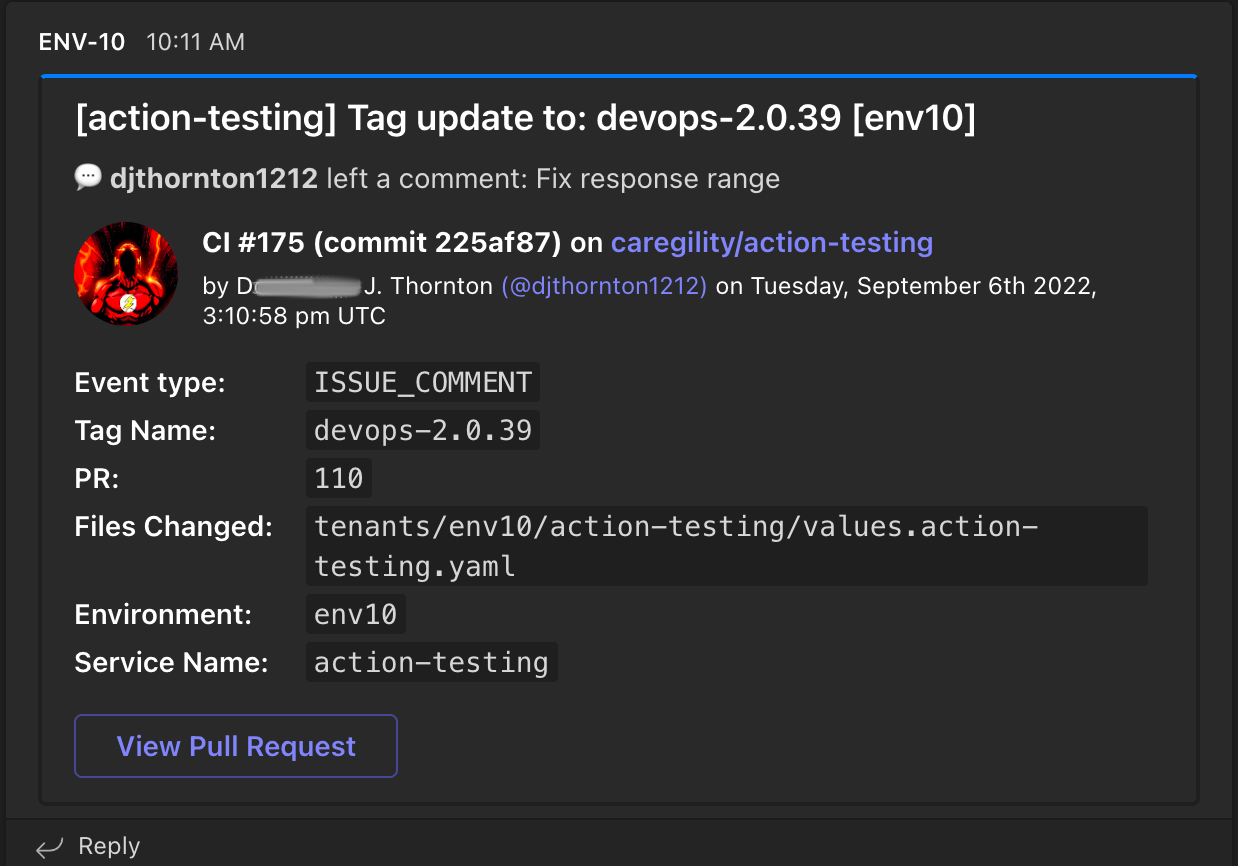 ENV-10 10:11 AM
[action-testing] Tag update to: devops-2.0.39 [env10]
💬 djthornton1212 left a comment: Fix response range
CI #175 (commit 225af87) on caregility/action-testing
by D J. Thornton (@djthornton1212) on Tuesday, September 6th 2022,
3:10:58 pm UTC
Event type: ISSUE_COMMENT
Tag Name: devops-2.0.39
PR: 110
Files Changed: tenants/env10/action-testing/values.action-
testing.yaml
Environment: env10
Service Name: action-testing
View Pull Request
Reply